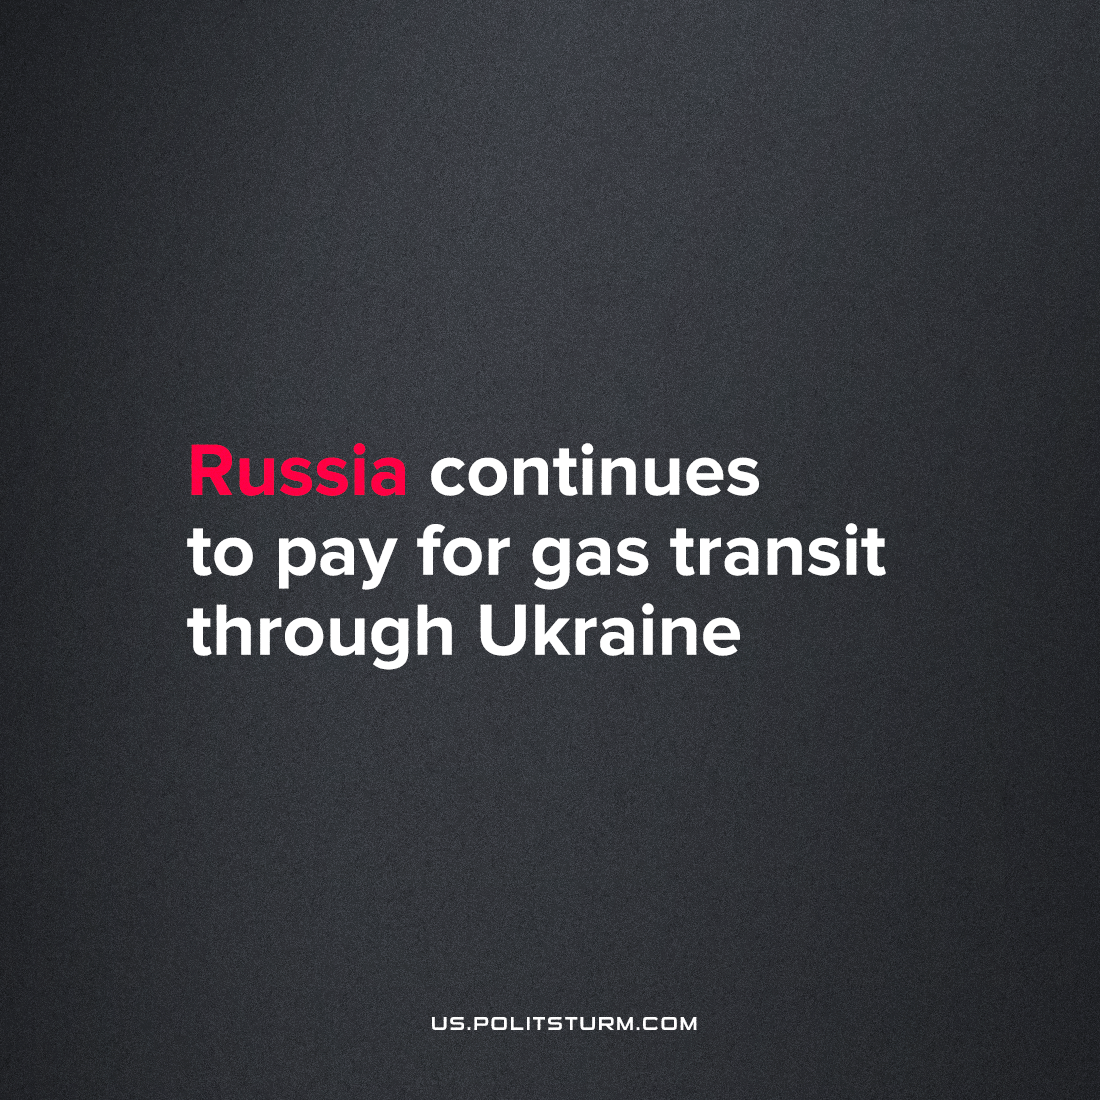 Russia continues
to pay for gas transit
through Ukraine
US.POLITSTURM.COM